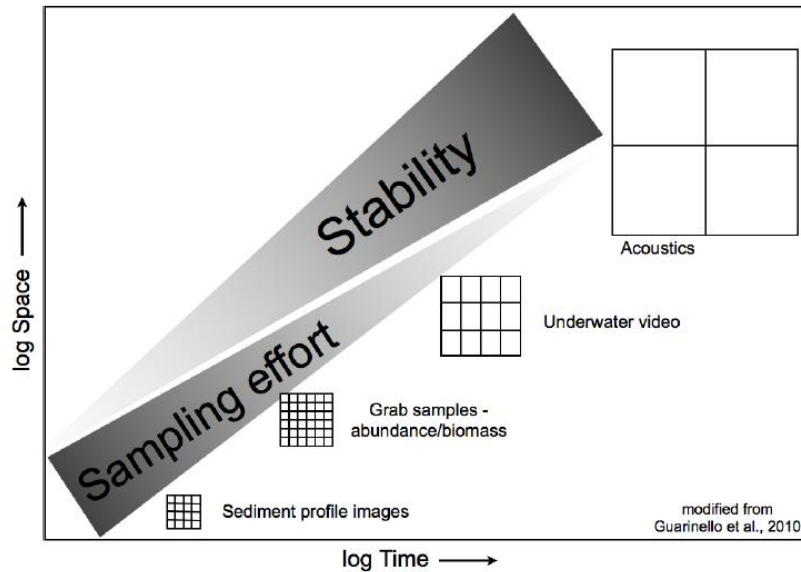 Stability
Acoustics
log Space
Underwater video
Sampling effort
Grab samples -
abundance/biomass
Sediment profile images
modified from
Guarinello et al., 2010
log Time